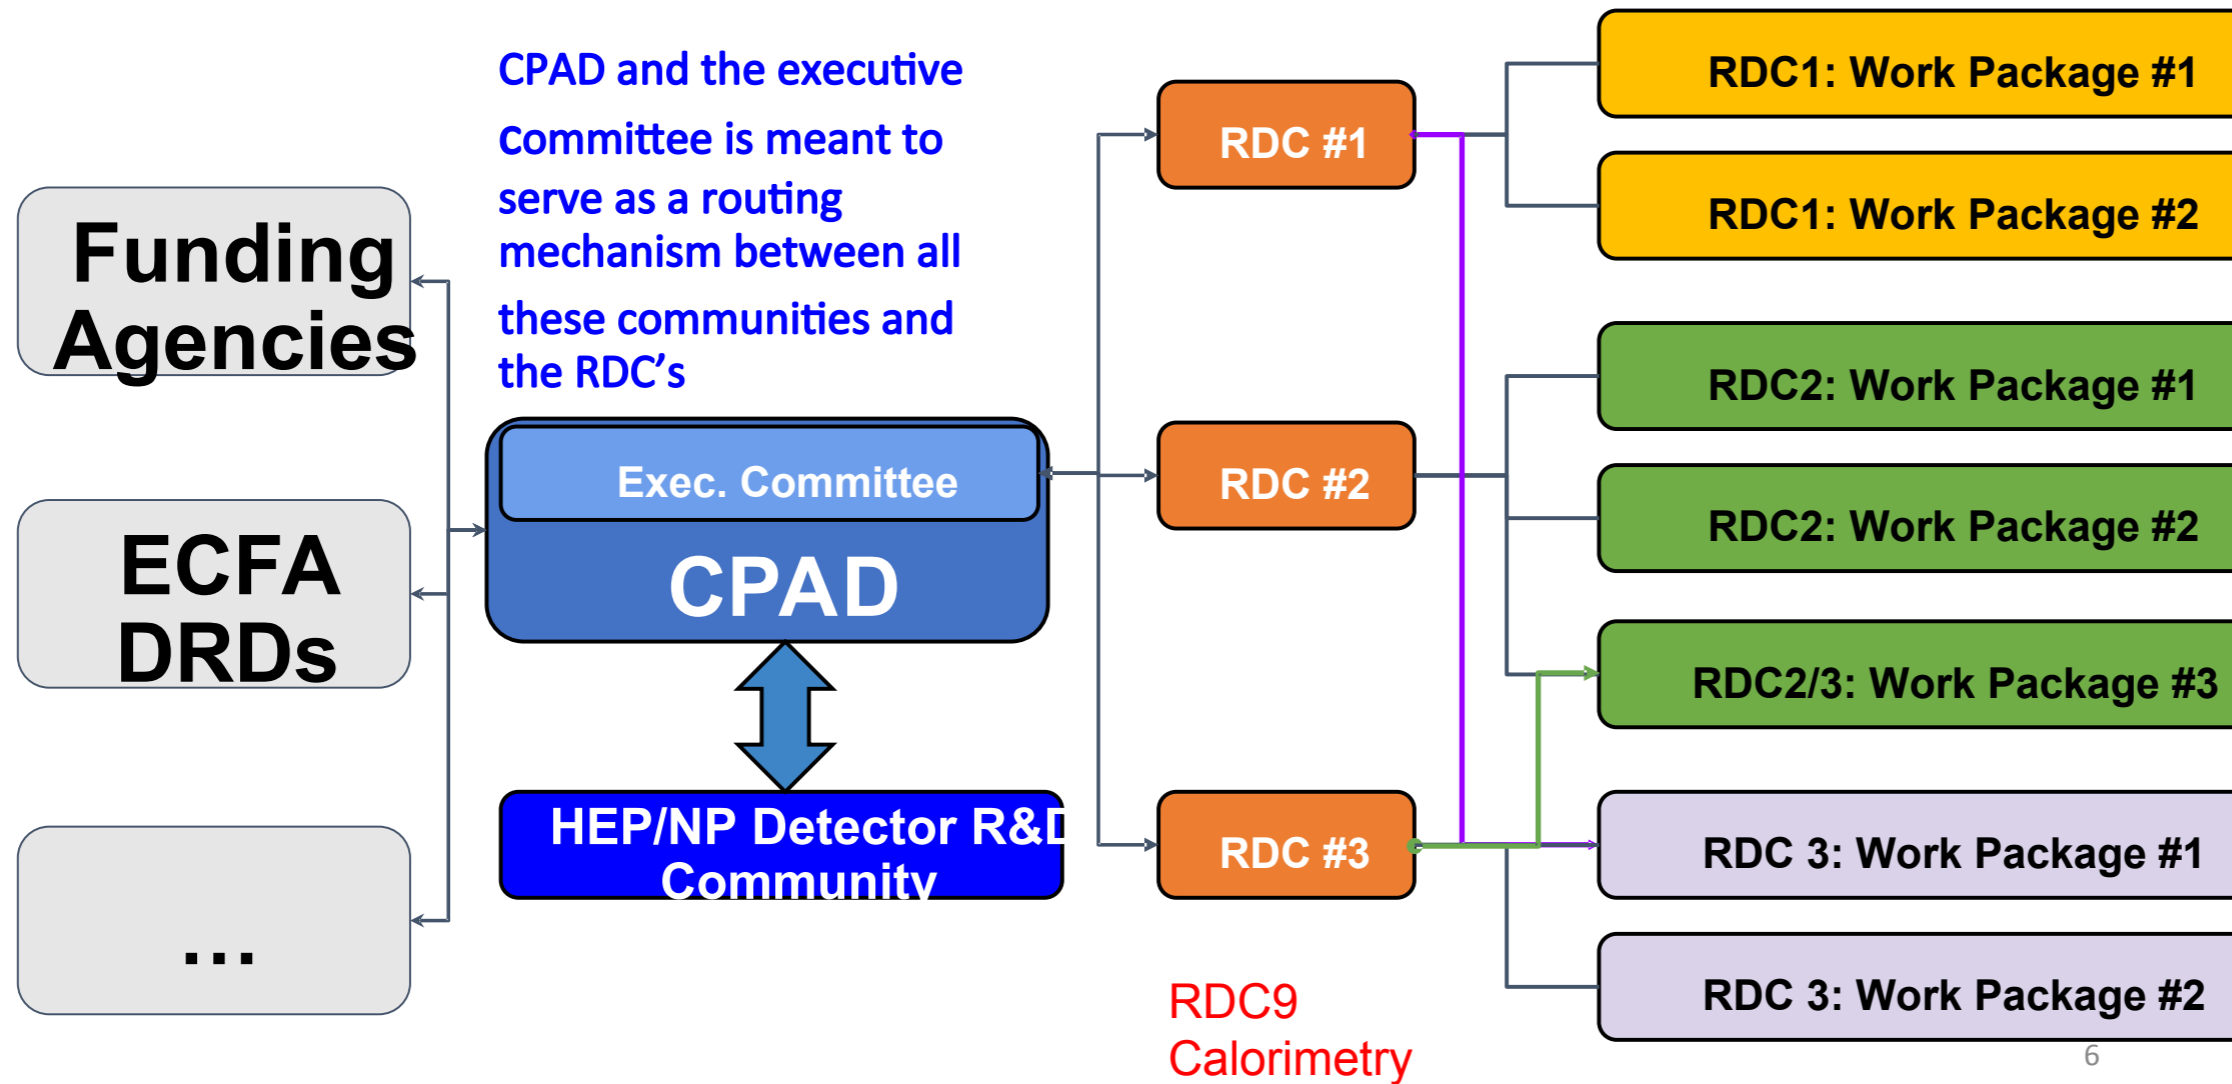 CPAD and the executive
Committee is meant to
serve as a routing
mechanism between all
these communities and
the RDC's
Funding
Agencies
ECFA
DRDs
...
Exec. Committee
CPAD
HEP/NP Detector R&D
Community
RDC #1
RDC #2
RDC #3
RDC9
Calorimetry
RDC1: Work Package #1
RDC1: Work Package #2
RDC2: Work Package #1
RDC2: Work Package #2
RDC2/3: Work Package #3
RDC 3: Work Package #1
RDC 3: Work Package #2
6